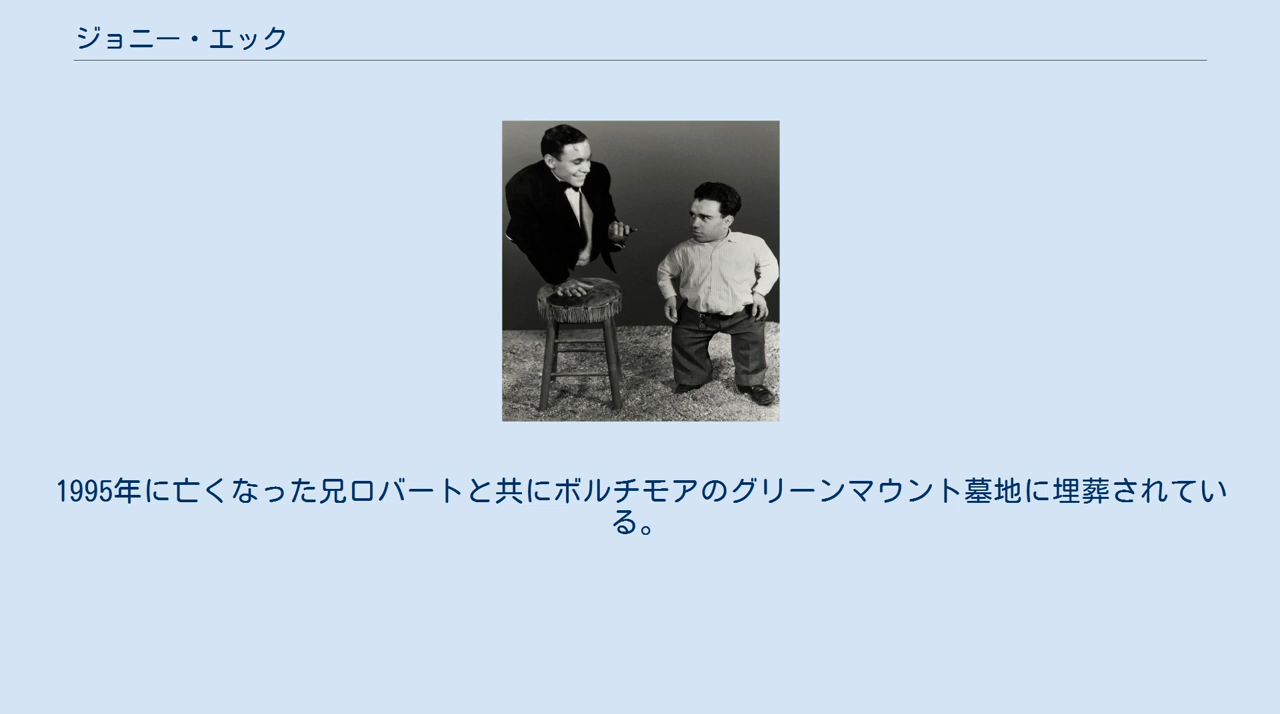 ジョニー・エック
1995年に亡くなった兄ロバートと共にボルチモアのグリーンマウント墓地に埋葬されてい
る。